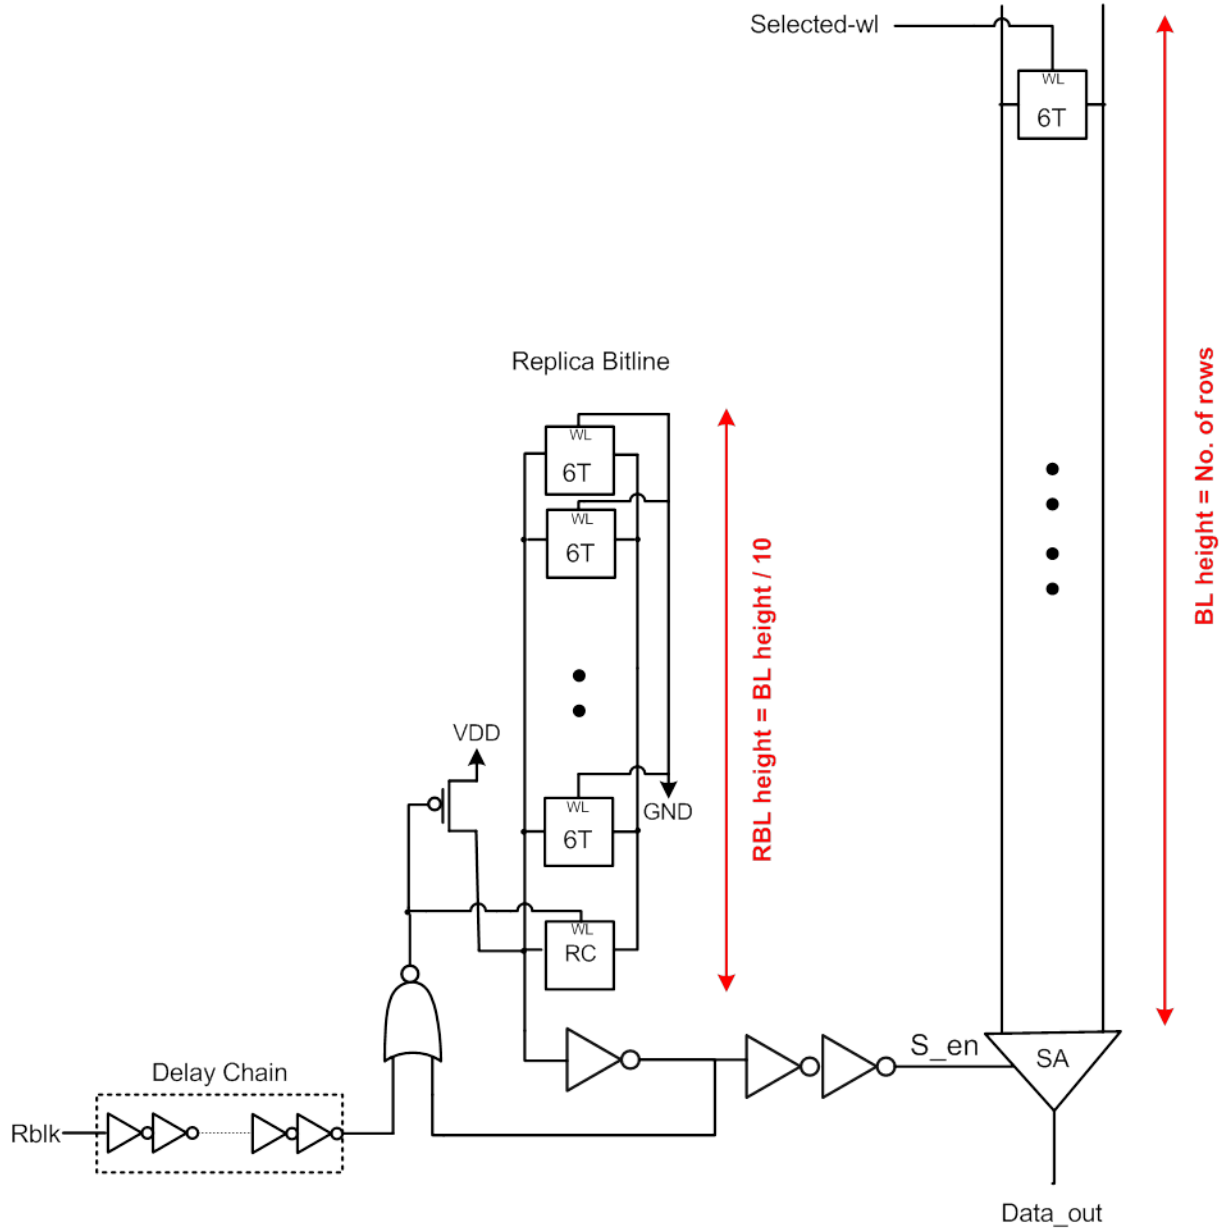 Selected-wl
WL
6T
Replica Bitline
WL
6T
WL
6T
BL height = No. of rows
RBL height = BL height / 10
VDD
GND
WL
6T
WL
RC
S_en
SA
Delay Chain
Rblk
Data_out